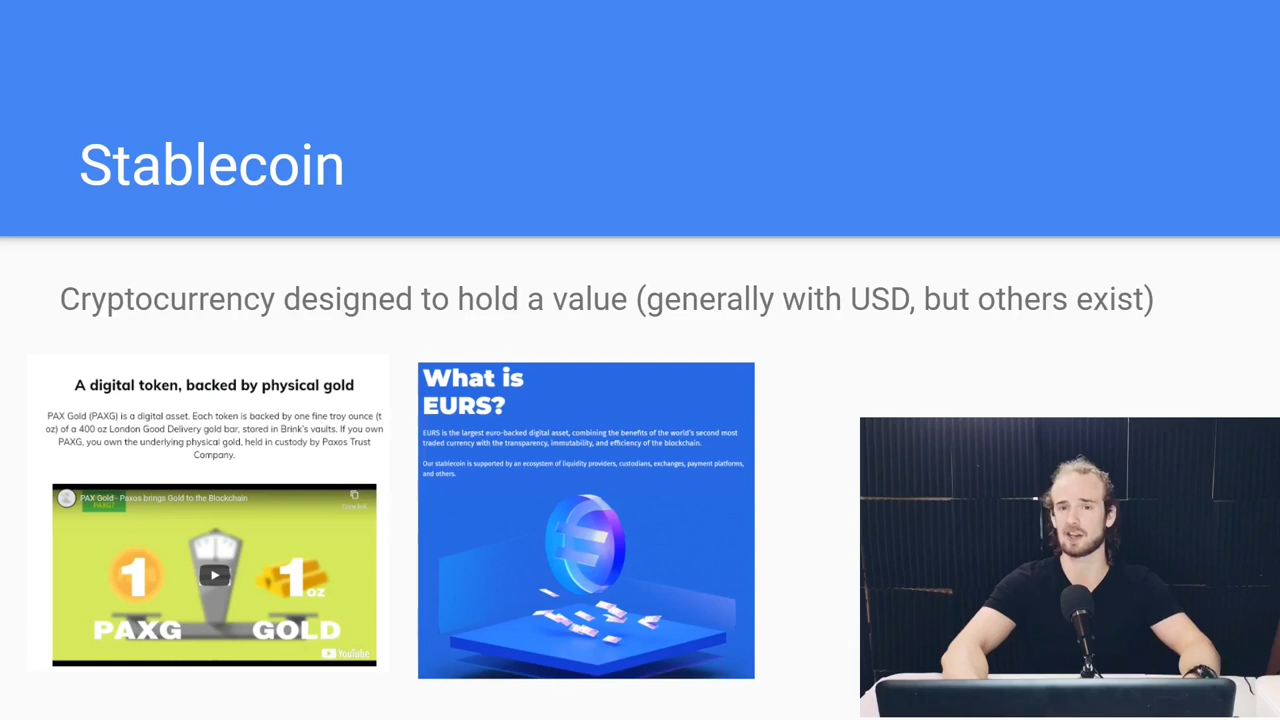 Stablecoin
Cryptocurrency designed to hold a value (generally with USD, but others exist)
A digital token, backed by physical gold
PAX Gold (PAXG) is a digital asset. Each token is backed by one fine troy ounce (t
oz) of a 400 oz London Good Delivery gold bar, stored in Brink's vaults. If you own
PAXG, you own the underlying physical gold, held in custody by Paxos Trust
Company.
PAX Gold - Paxos brings Gold to the Blockchain
PAXG?
1
1
oz
PAXG
GOLD
YouTube
What is
EURS?
EURS is the largest euro-backed digital asset, combining the benefits of the world's second most
traded currency with the transparency, immutability, and efficiency of the blockchain.
Our stablecoin is supported by an ecosystem of liquidity providers, custodians, exchanges, payment platforms,
and others.